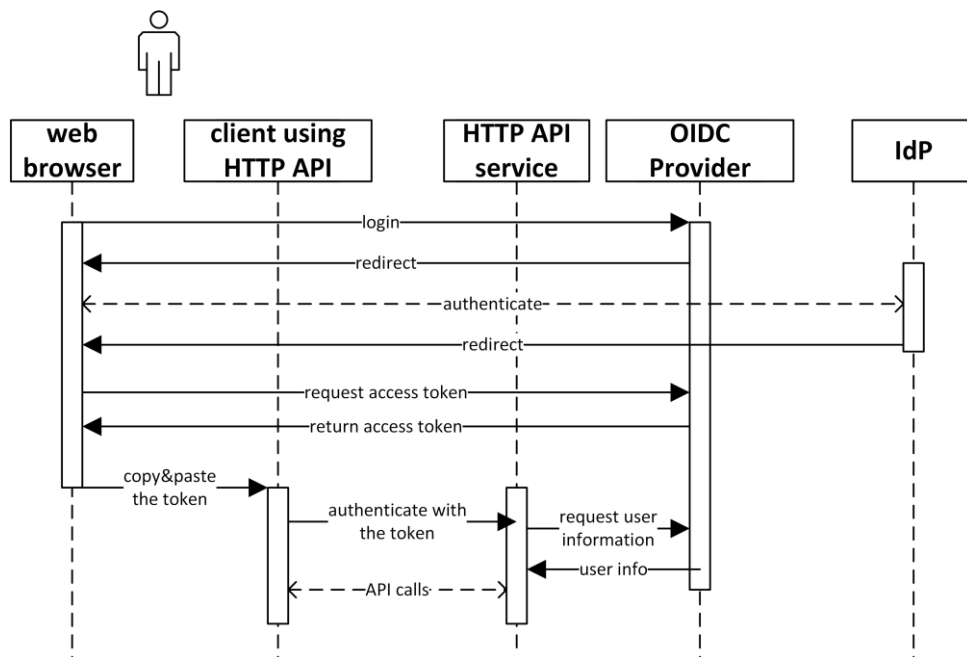 web
browser
client using
HTTP API
HTTP API
service
OIDC
Provider
IdP
login
redirect
authenticate
redirect
request access token
return access token
copy&paste
the token
authenticate with
the token
request user
information
user info
API calls